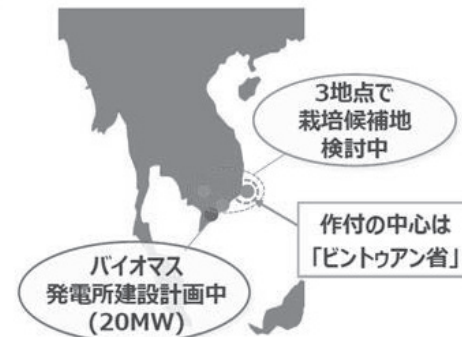 3地点で
栽培候補地
検討中
作付の中心は
「ビントゥアン省」
バイオマス
発電所建設計画中
(20MW)